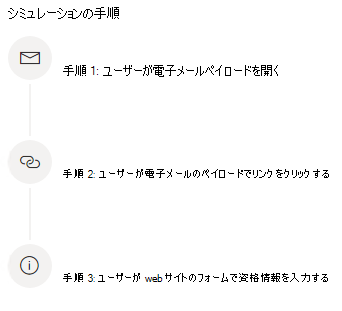 シミュレーションの手順
手順 1: ユーザーが電子メールペイロードを開く
手順 2: ユーザーが電子メールのペイロードでリンクをクリックする
手順 3: ユーザーが web サイトのフォームで資格情報を入力する